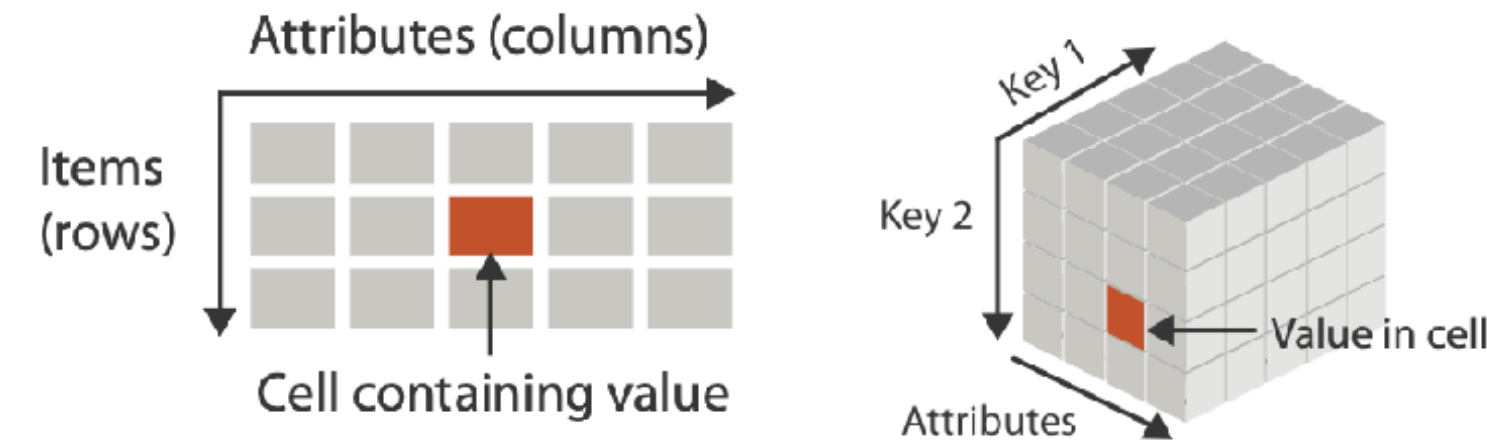 Attributes (columns)
Items
(rows)
Cell containing value
Key 1
Key 2
Value in cell
Attributes